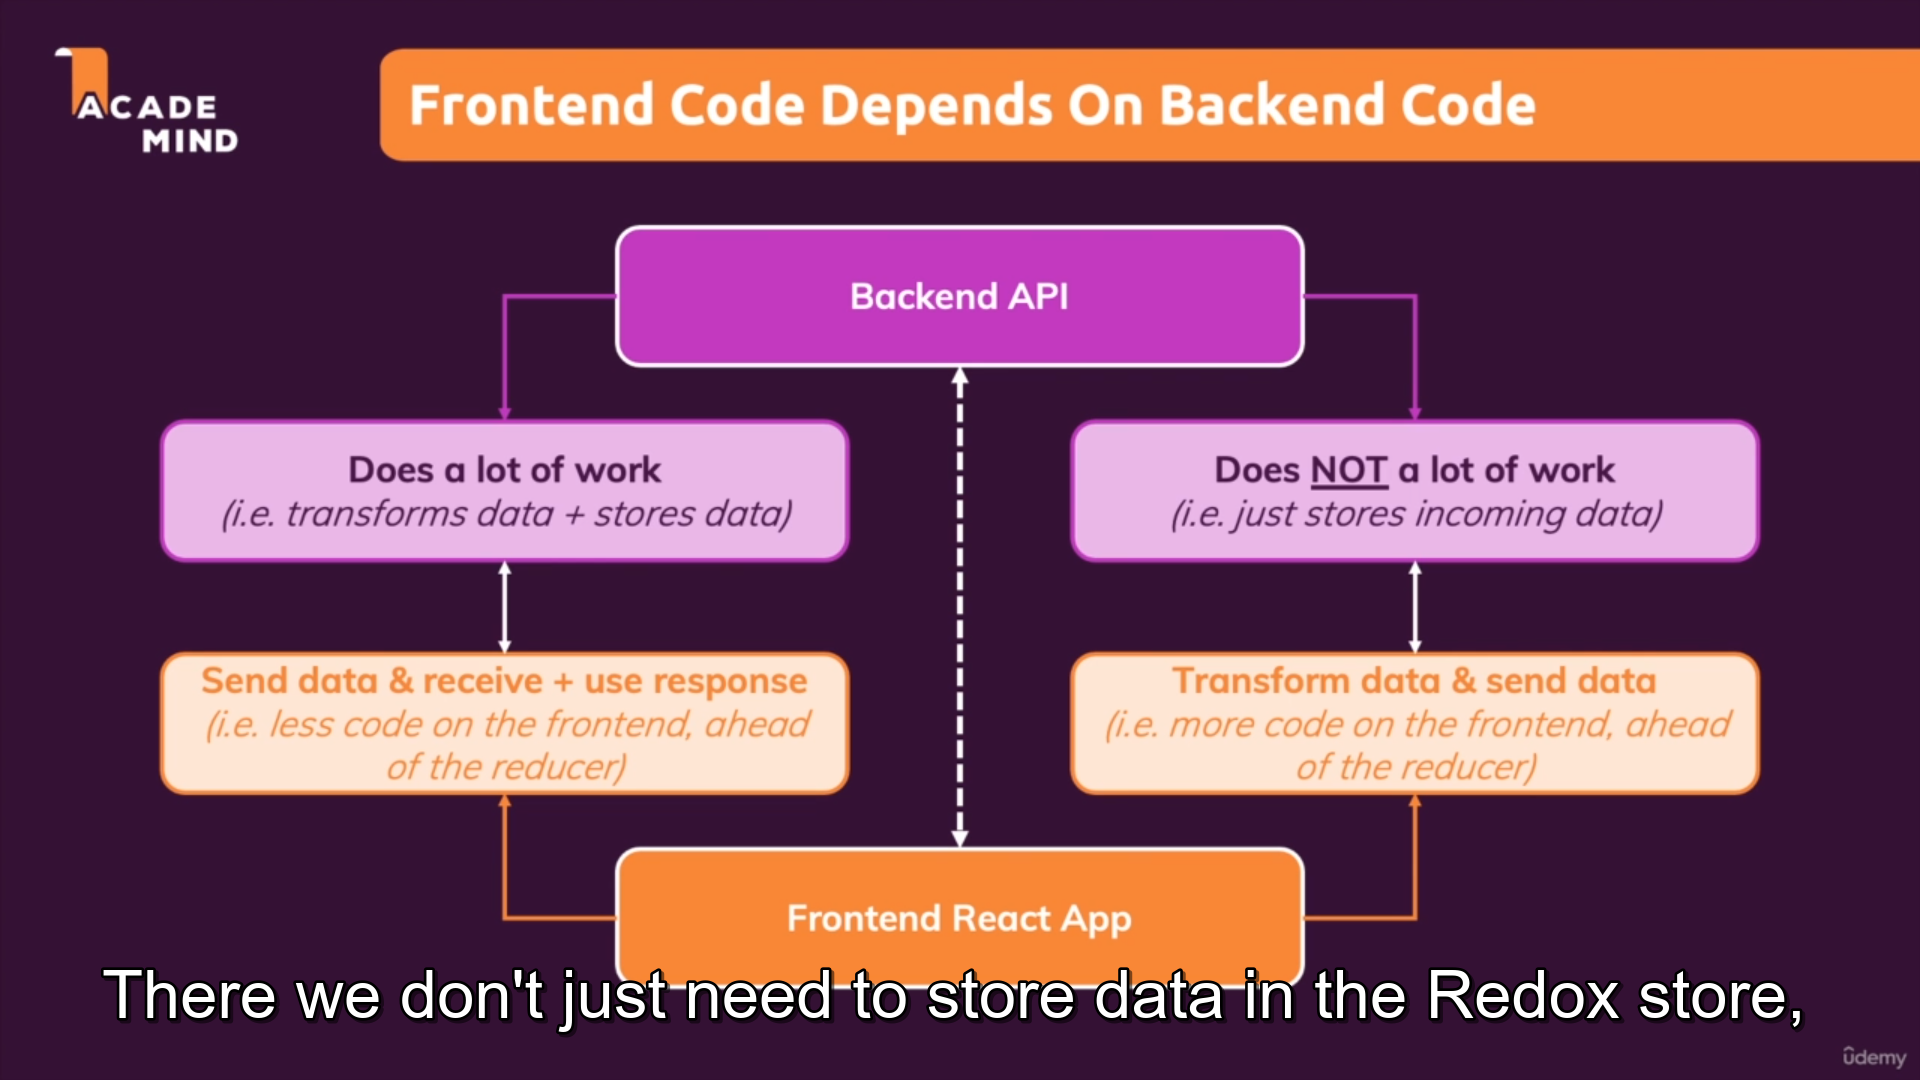 ACADE
MIND
Frontend Code Depends On Backend Code
Backend API
Does a lot of work
(i.e. transforms data + stores data)
Does NOT a lot of work
(i.e. just stores incoming data)
Send data & receive + use response
(i.e. less code on the frontend, ahead
of the reducer)
Transform data & send data
(i.e. more code on the frontend, ahead
of the reducer)
Frontend React App
There we don't just need to store data in the Redox store,
ûdemy